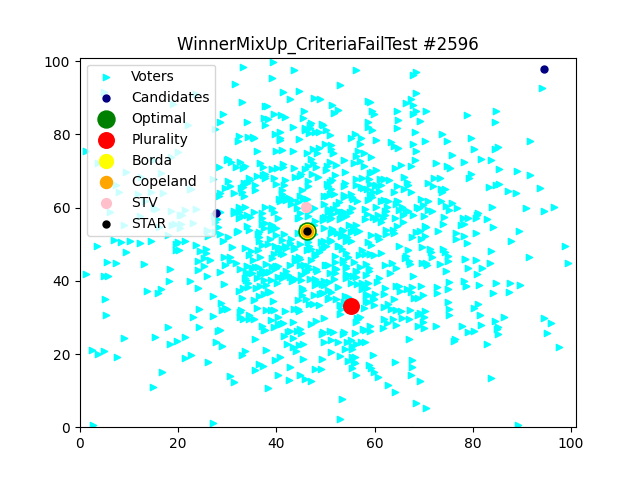 WinnerMixUp_CriteriaFailTest #2596
100
80
60
40
20
0
0 20 40 60 80 100
Voters
Candidates
Optimal
Plurality
Borda
Copeland
STV
STAR